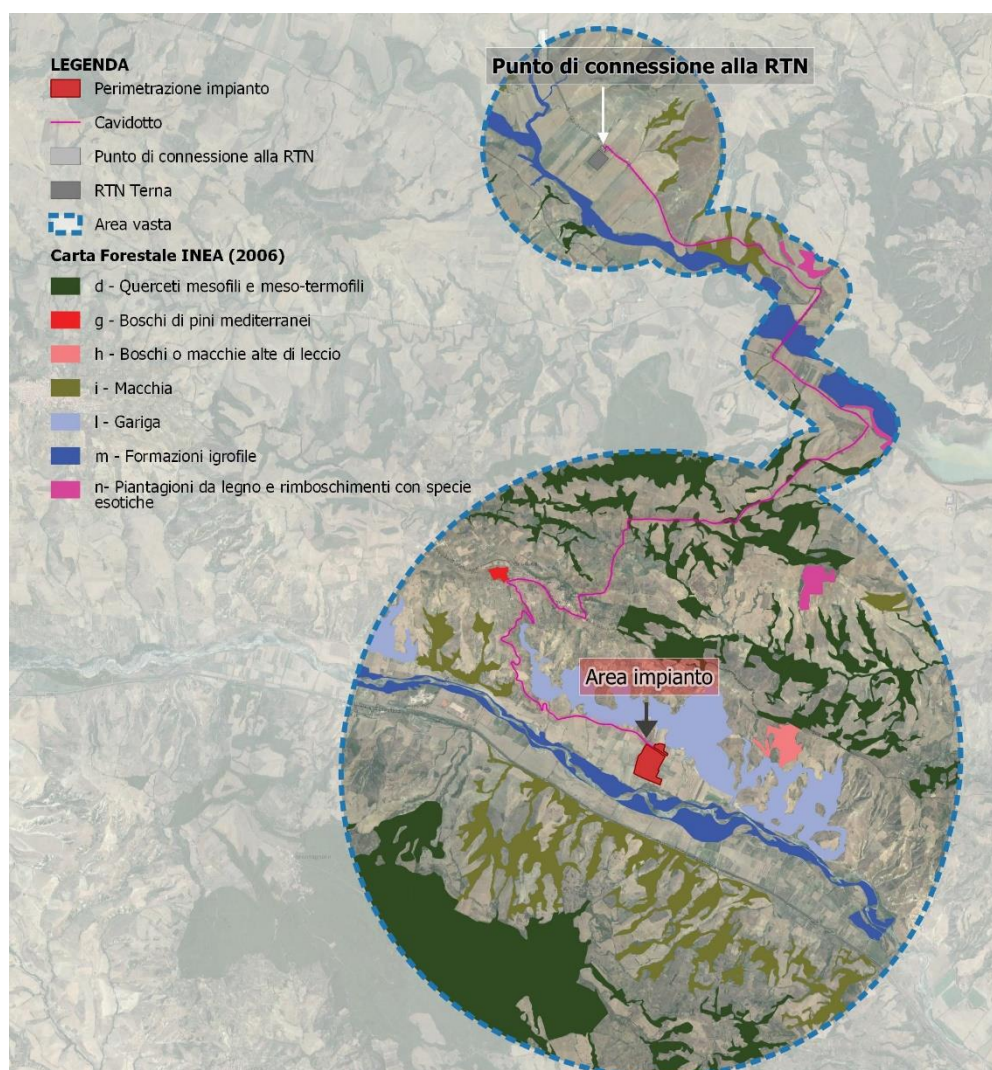 Punto di connessione alla RTN
LEGENDA
Perimetrazione impianto
Cavidotto
Punto di connessione alla RTN
RTN Terna
Area vasta
Carta Forestale INEA (2006)
d - Querceti mesofili e meso-termofili
g - Boschi di pini mediterranei
h - Boschi o macchie alte di leccio
i - Macchia
l - Gariga
m - Formazioni igrofile
n- Piantagioni da legno e rimboschimenti con specie
esotiche
Area impianto